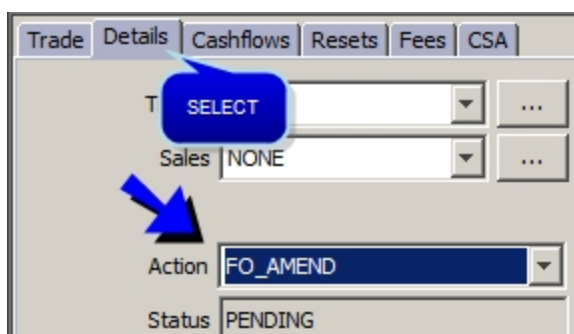 Trade Details Cashflows Resets Fees CSA
SELECT
...
Sales NONE ...
Action FO_AMEND
Status PENDING